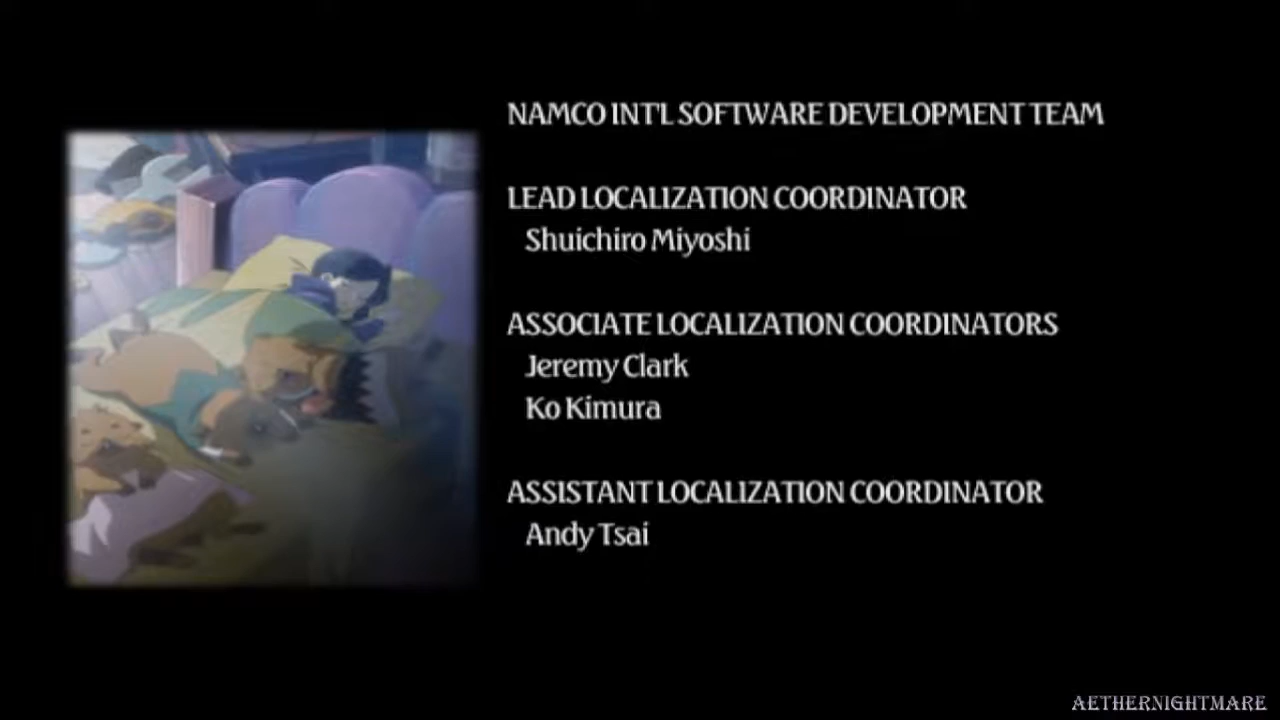 NAMCO INT'L SOFTWARE DEVELOPMENT TEAM
LEAD LOCALIZATION COORDINATOR
Shuichiro Miyoshi
ASSOCIATE LOCALIZATION COORDINATORS
Jeremy Clark
Ko Kimura
ASSISTANT LOCALIZATION COORDINATOR
Andy Tsai
AETHERNIGHTMARE